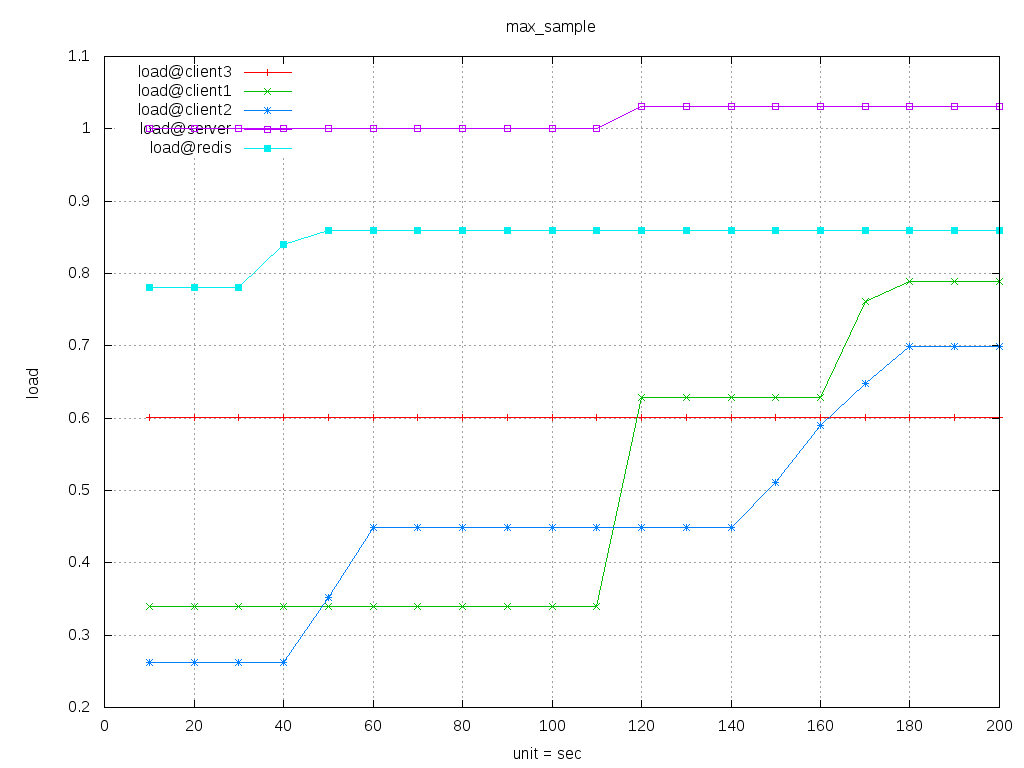 max_sample
1.1
1
0.9
0.8
0.7
0.6
0.5
0.4
0.3
0.2
load
load@client3
load@client1
load@client2
load@server
load@redis
0 20 40 60 80 100 120 140 160 180 200
unit = sec